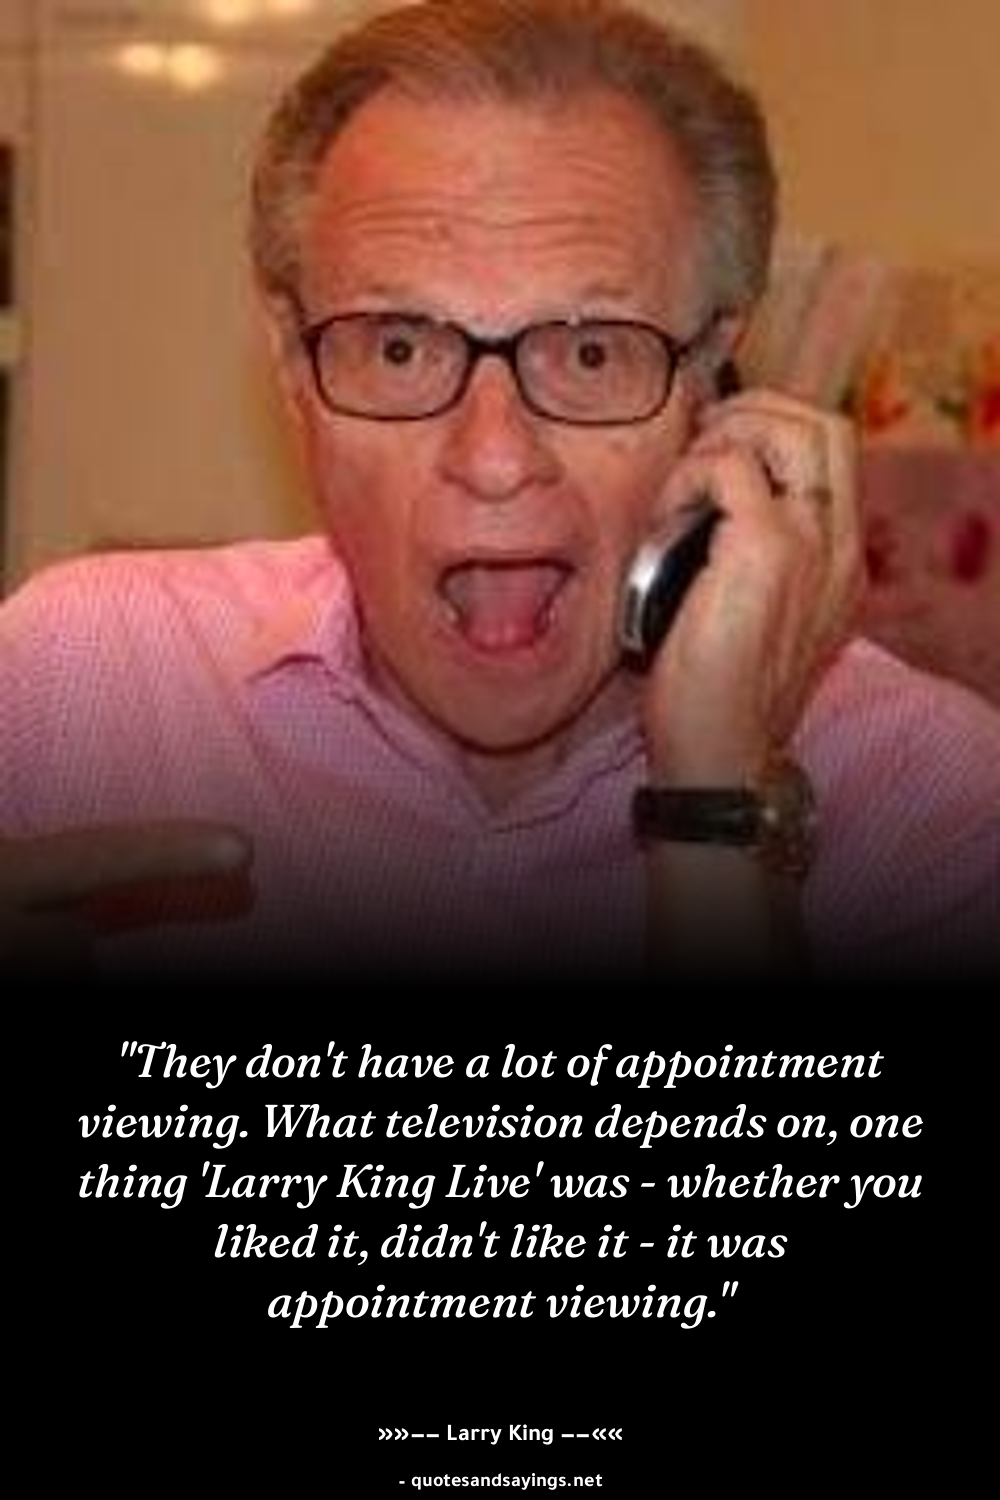 "They don't have a lot of appointment
viewing. What television depends on, one
thing 'Larry King Live' was - whether you
liked it, didn't like it - it was
appointment viewing."
»»–– Larry King ––««
- quotesandsayings.net